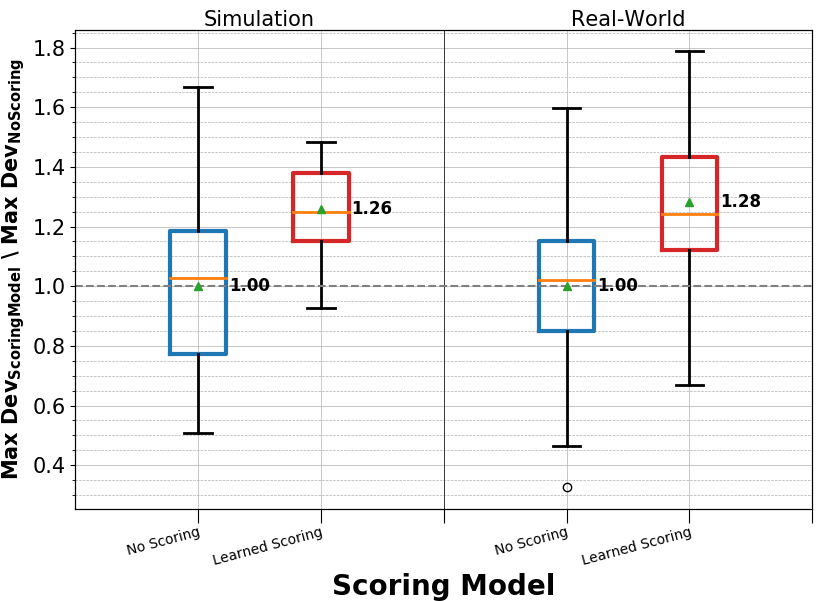 Simulation Real-World
Max Dev_ScoringModel \ Max Dev_NoScoring
1.8
1.6
1.4
1.2
1.0
0.8
0.6
0.4
1.00
1.26
1.00
1.28
No Scoring
Learned Scoring
No Scoring
Learned Scoring
Scoring Model